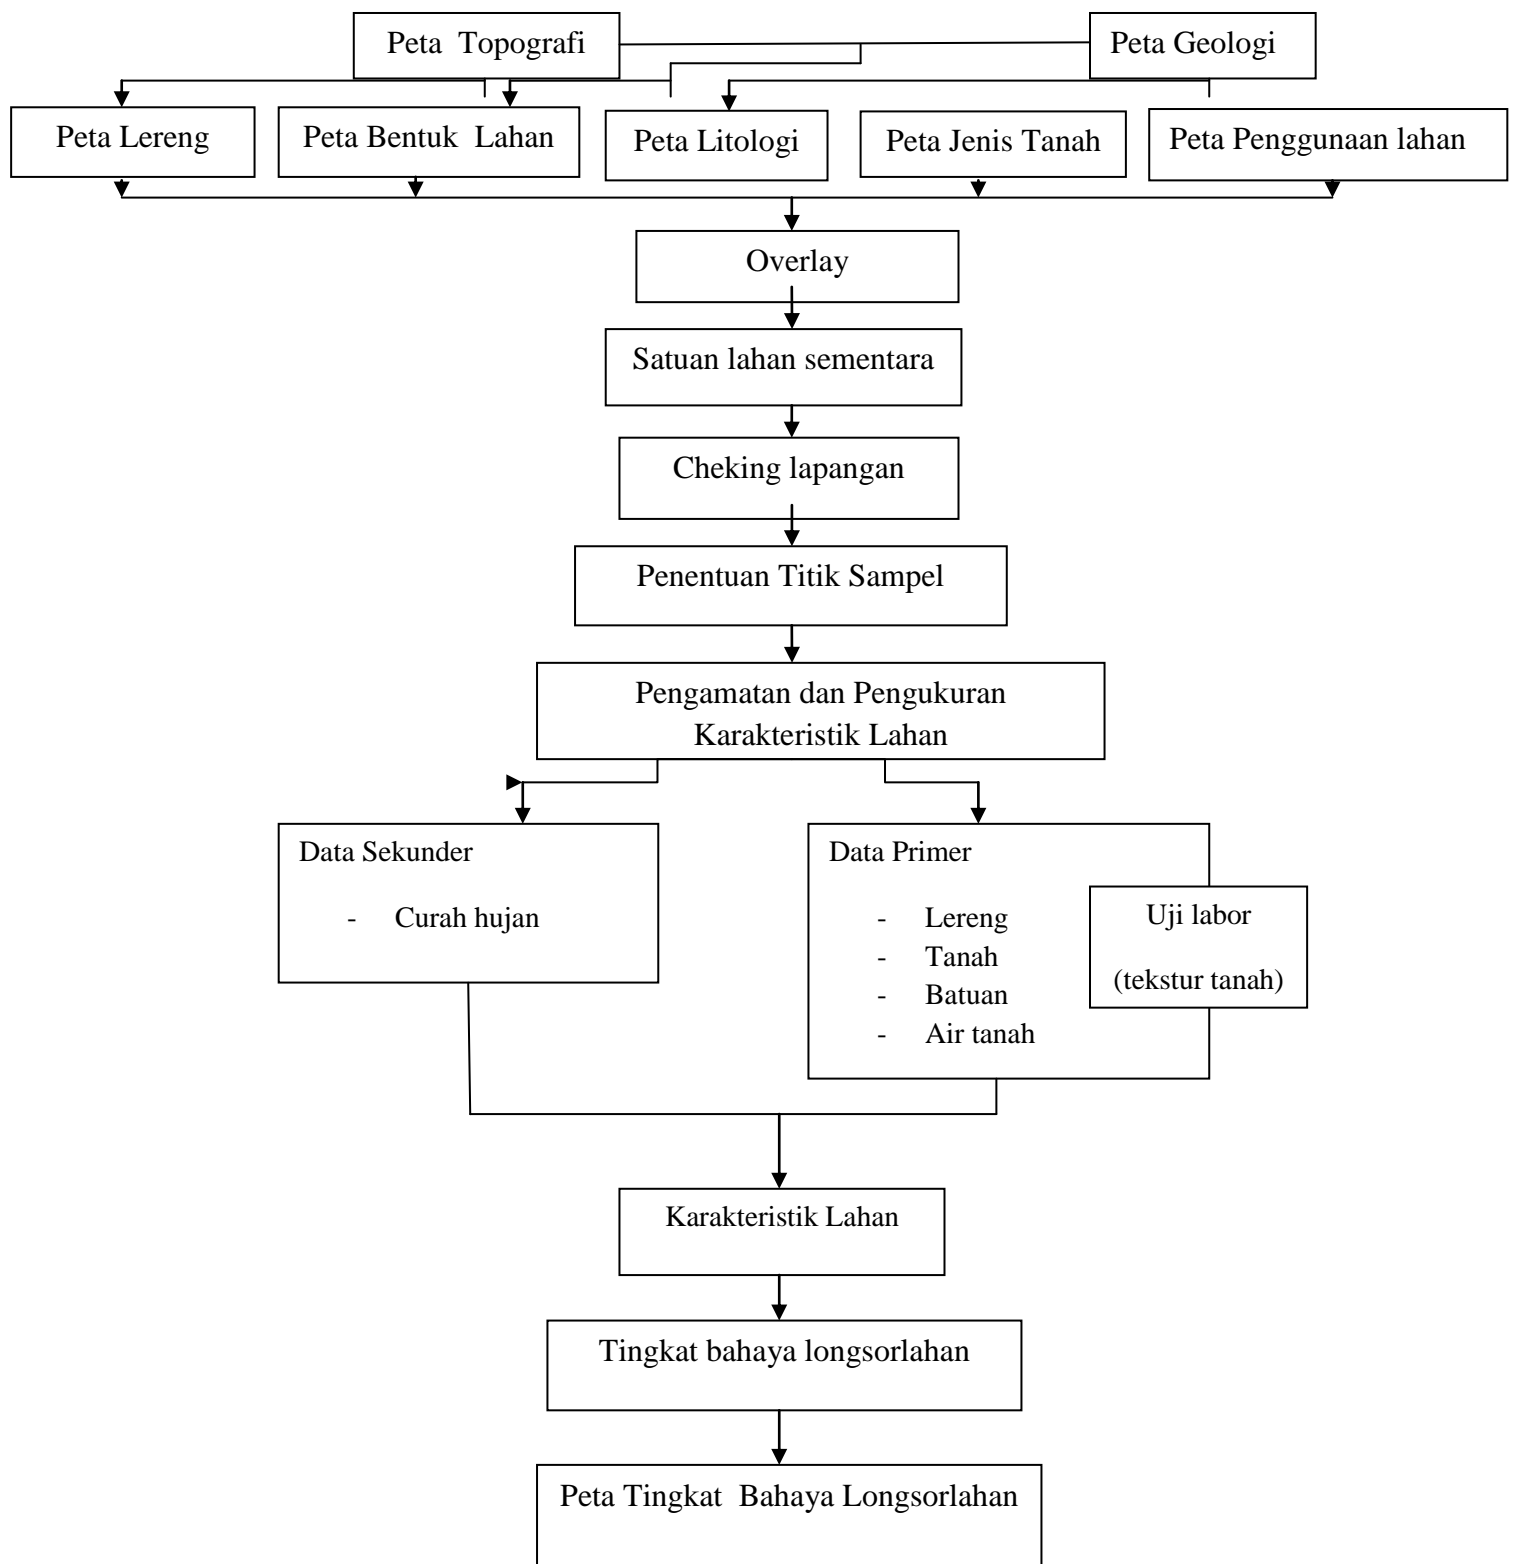 Peta Topografi
Peta Geologi
Peta Lereng
Peta Bentuk Lahan
Peta Litologi
Peta Jenis Tanah
Peta Penggunaan lahan
Overlay
Satuan lahan sementara
Cheking lapangan
Penentuan Titik Sampel
Pengamatan dan Pengukuran
Karakteristik Lahan
Data Sekunder
- Curah hujan
Data Primer
- Lereng
- Tanah
- Batuan
- Air tanah
Uji labor
(tekstur tanah)
Karakteristik Lahan
Tingkat bahaya longsorlahan
Peta Tingkat Bahaya Longsorlahan